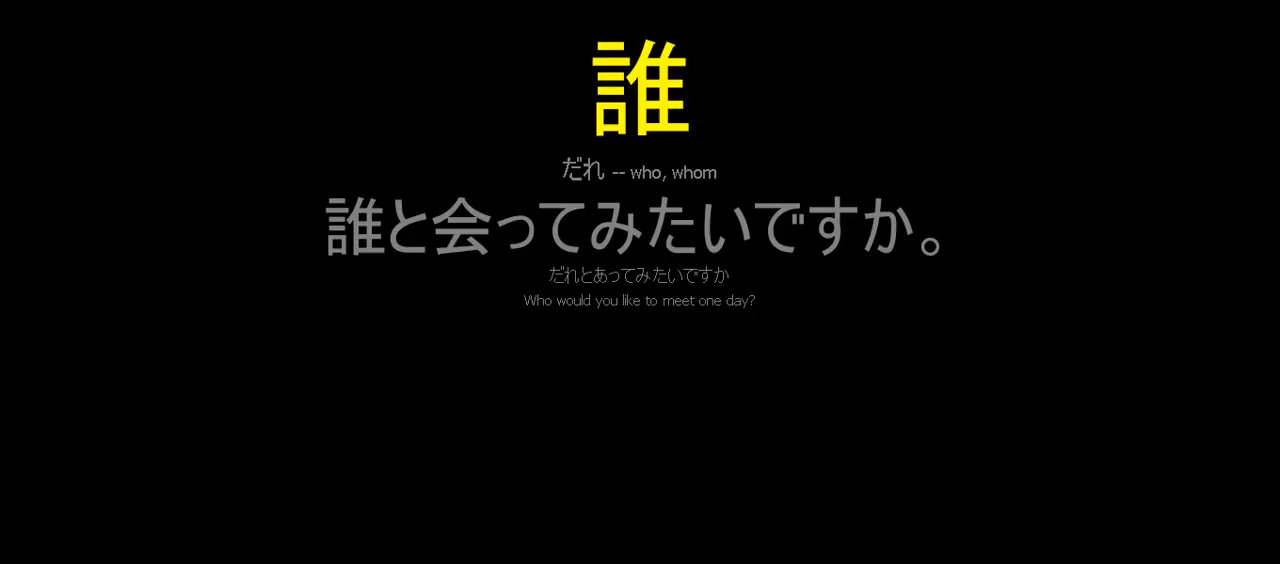 誰
だれ -- who, whom
誰と会ってみたいですか。
だれとあってみたいですか
Who would you like to meet one day?